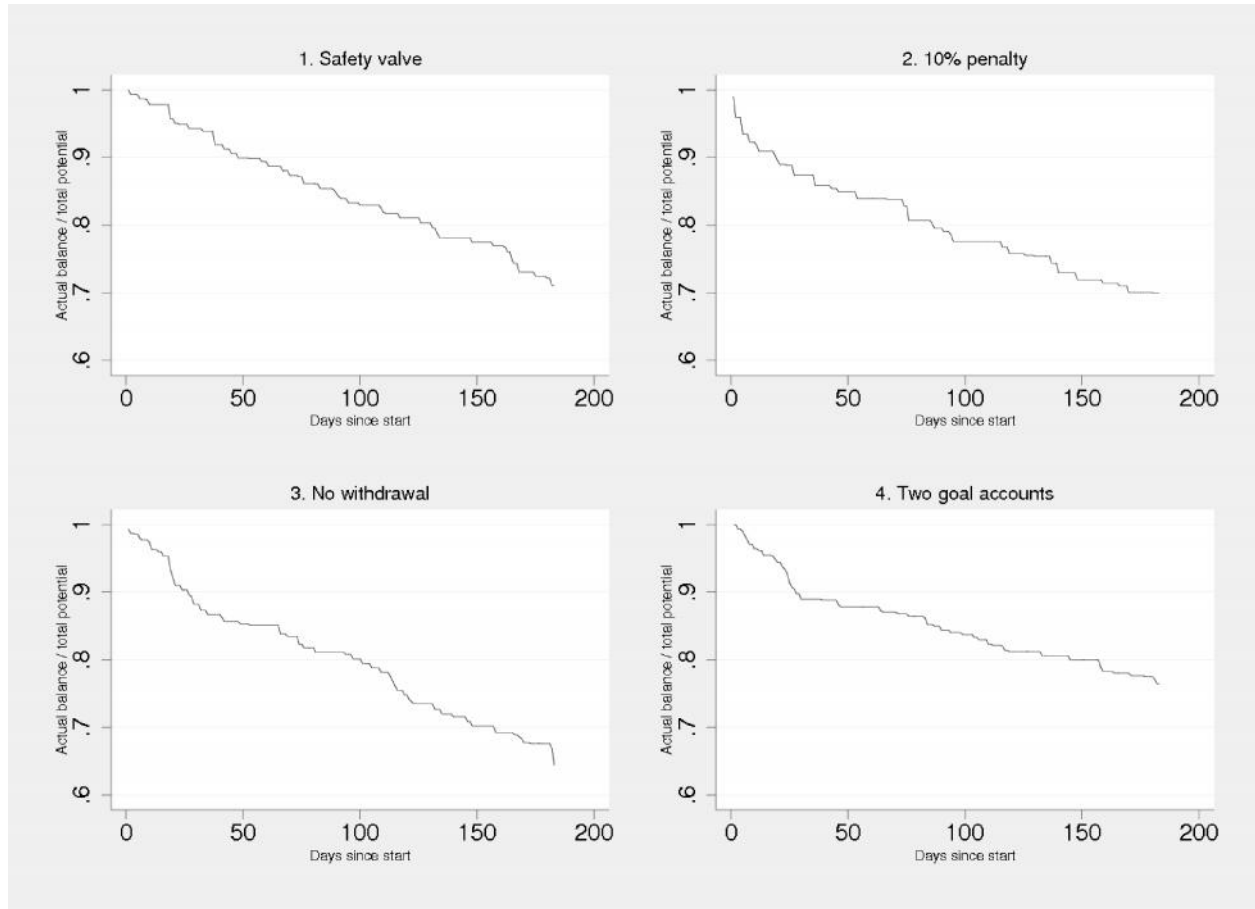 1. Safety valve
Actual balance / total potential
1
.9
.8
.7
.6
0 50 100 150 200
Days since start
2. 10% penalty
Actual balance / total potential
1
.9
.8
.7
.6
0 50 100 150 200
Days since start
3. No withdrawal
Actual balance / total potential
1
.9
.8
.7
.6
0 50 100 150 200
Days since start
4. Two goal accounts
Actual balance / total potential
1
.9
.8
.7
.6
0 50 100 150 200
Days since start